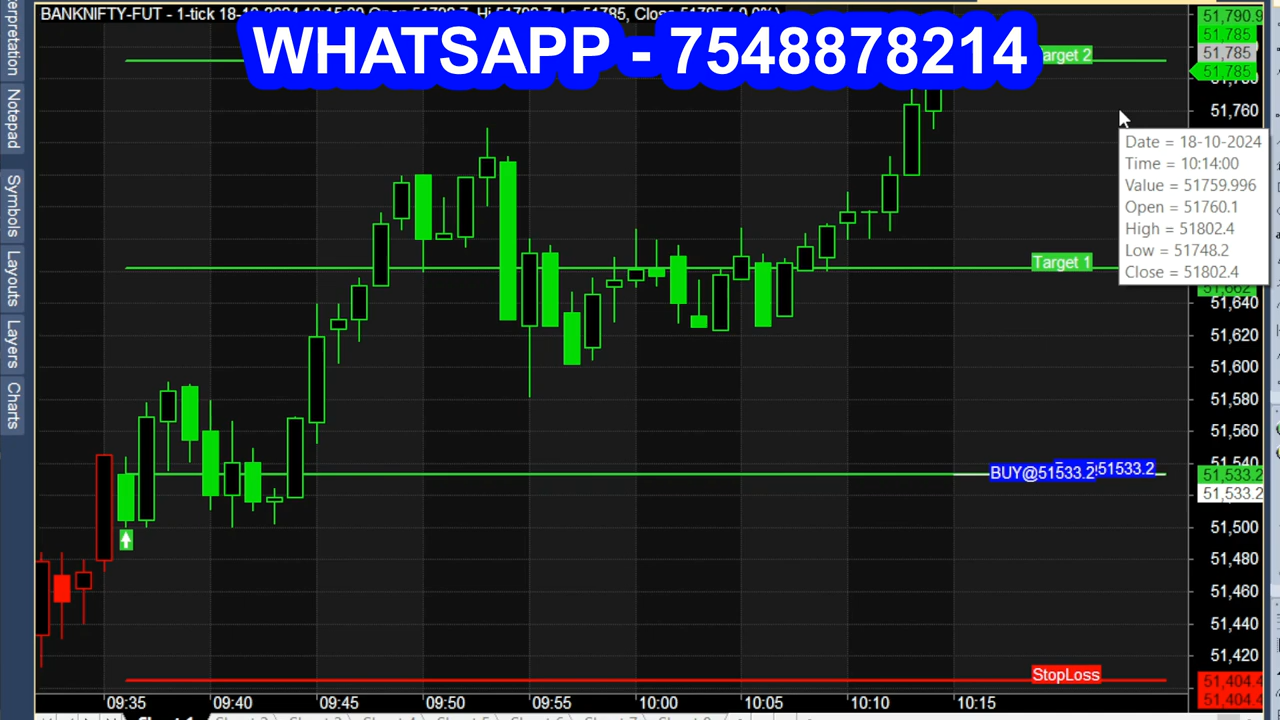 BANKNIFTY-FUT - 1-tick
WHATSAPP - 7548878214
rpretation
Notepad
Symbols
Layouts
Layers
Charts
arget 2
Target 1
BUY@51533.2
51533.2
StopLoss
Date = 18-10-2024
Time = 10:14:00
Value = 51759.996
Open = 51760.1
High = 51802.4
Low = 51748.2
Close = 51802.4
51,790.9
51,785
51,785
51,785
51,760
51,640
51,620
51,600
51,580
51,560
51,540
51,533.2
51,533.2
51,500
51,480
51,460
51,440
51,420
51,404.4
51,404.4
09:35 09:40 09:45 09:50 09:55 10:00 10:05 10:10 10:15